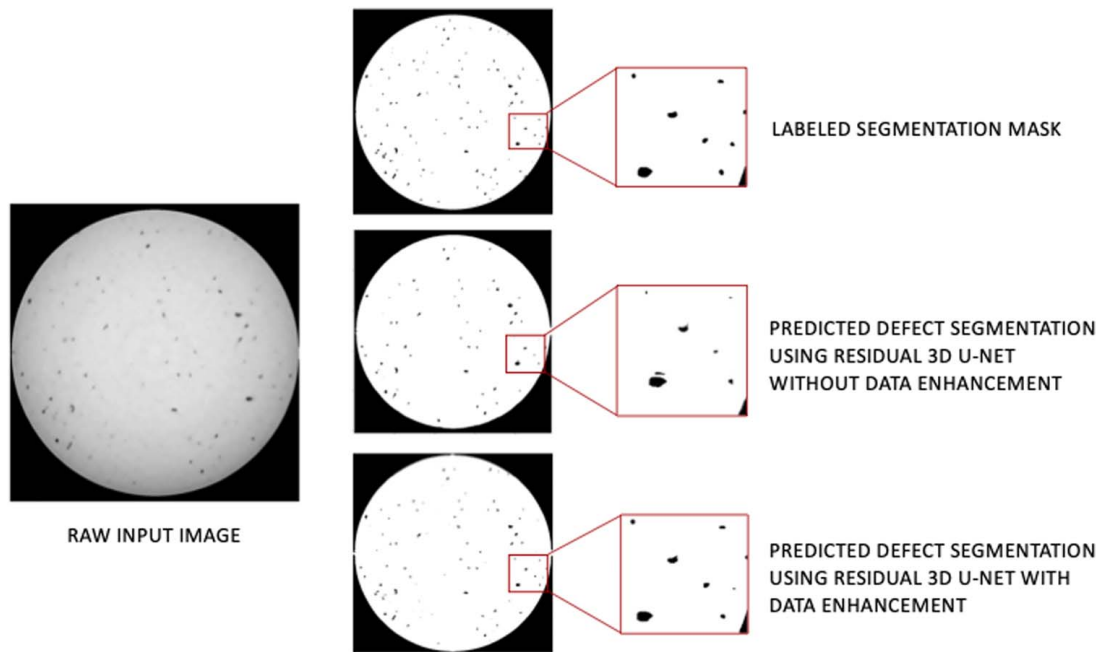 LABELED SEGMENTATION MASK
PREDICTED DEFECT SEGMENTATION
USING RESIDUAL 3D U-NET
WITHOUT DATA ENHANCEMENT
RAW INPUT IMAGE
PREDICTED DEFECT SEGMENTATION
USING RESIDUAL 3D U-NET WITH
DATA ENHANCEMENT